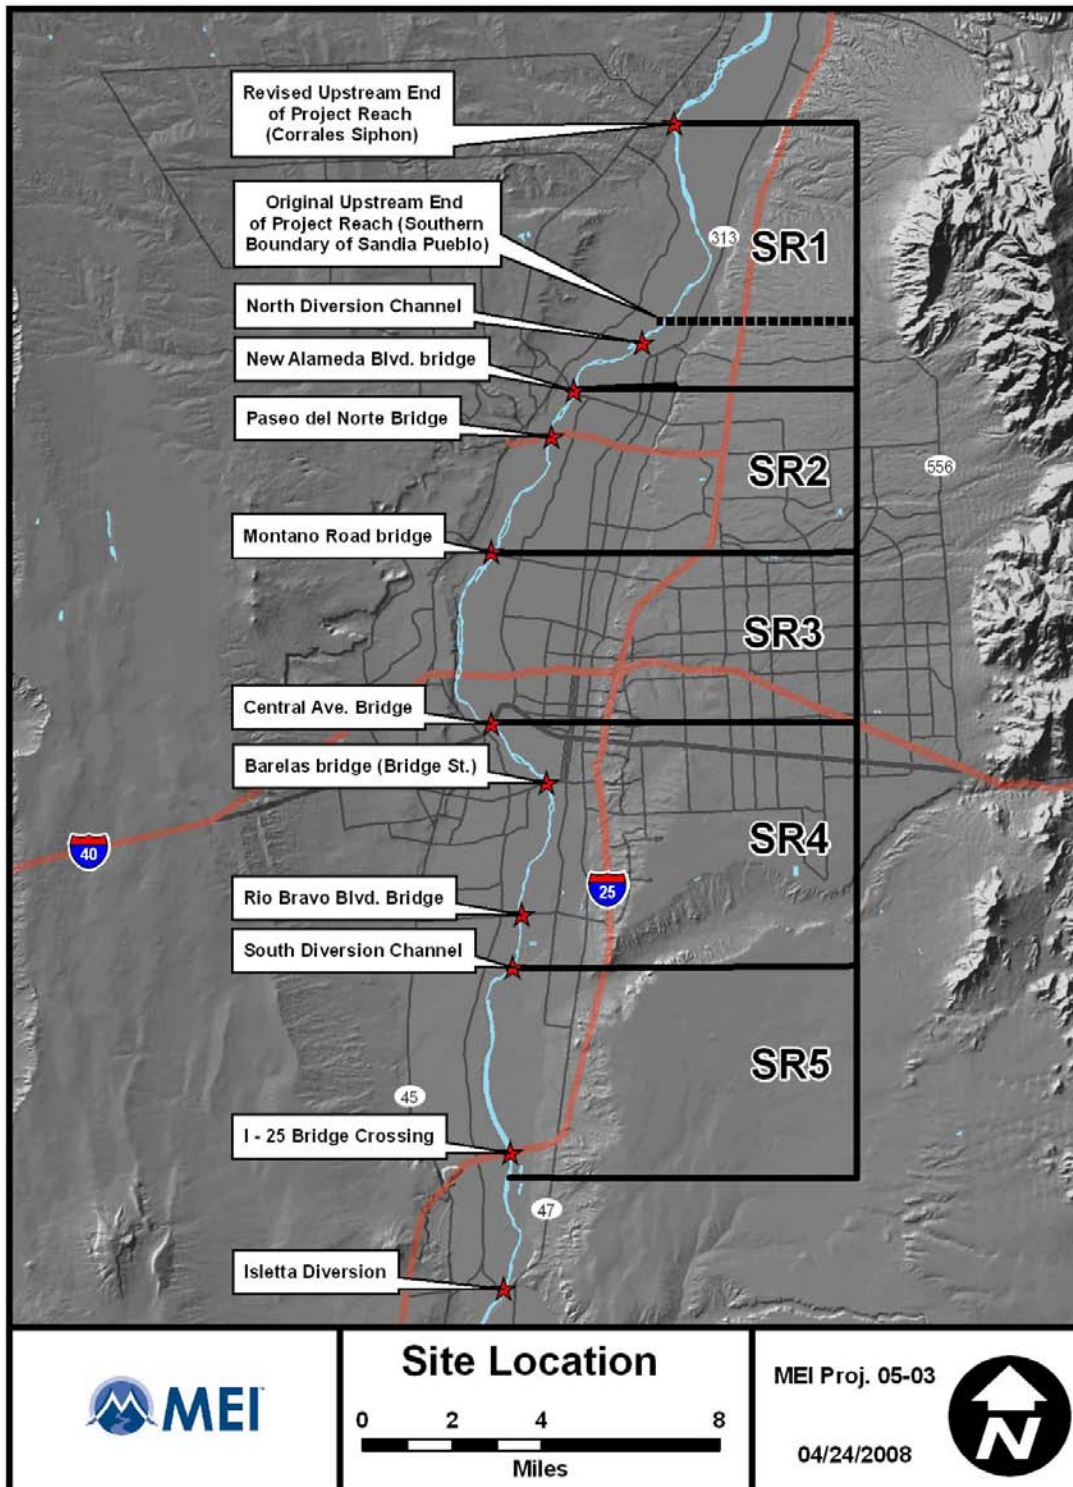 Revised Upstream End
of Project Reach
(Corrales Siphon)
Original Upstream End
of Project Reach (Southern
Boundary of Sandia Pueblo)
313
SR1
North Diversion Channel
New Alameda Blvd. bridge
Paseo del Norte Bridge
SR2
556
Montano Road bridge
SR3
Central Ave. Bridge
Barelas bridge (Bridge St.)
SR4
40
25
Rio Bravo Blvd. Bridge
South Diversion Channel
SR5
45
I - 25 Bridge Crossing
47
Isletta Diversion
MEI™
Site Location
0 2 4 8
Miles
MEI Proj. 05-03
04/24/2008
N